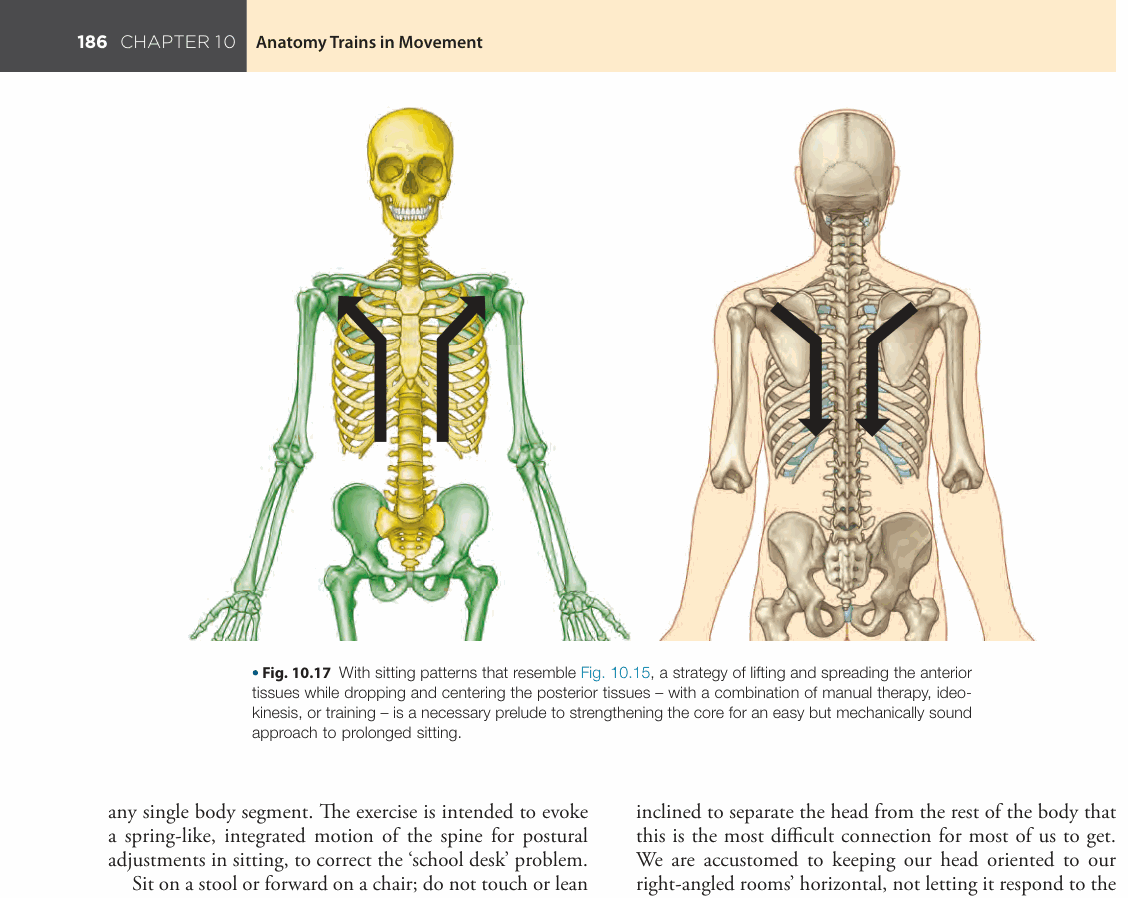 186 CHAPTER 10 Anatomy Trains in Movement
• Fig. 10.17 With sitting patterns that resemble Fig. 10.15, a strategy of lifting and spreading the anterior
tissues while dropping and centering the posterior tissues – with a combination of manual therapy, ideo-
kinesis, or training – is a necessary prelude to strengthening the core for an easy but mechanically sound
approach to prolonged sitting.
any single body segment. The exercise is intended to evoke
a spring-like, integrated motion of the spine for postural
adjustments in sitting, to correct the ‘school desk’ problem.
Sit on a stool or forward on a chair; do not touch or lean
inclined to separate the head from the rest of the body that
this is the most difficult connection for most of us to get.
We are accustomed to keeping our head oriented to our
right-angled rooms’ horizontal, not letting it respond to the